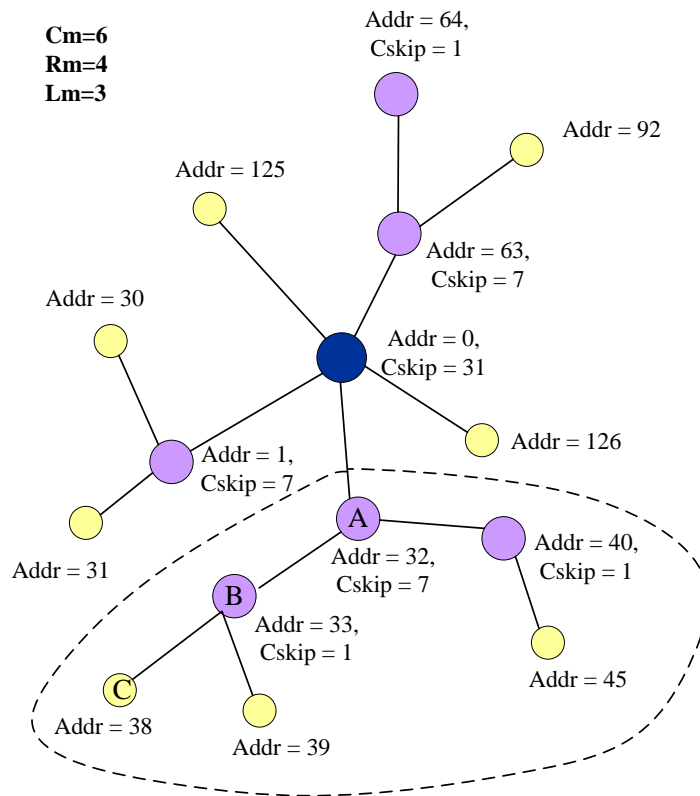 Cm=6
Rm=4
Lm=3
Addr = 64,
Cskip = 1
Addr = 92
Addr = 125
Addr = 63,
Cskip = 7
Addr = 30
Addr = 0,
Cskip = 31
Addr = 126
Addr = 1,
Cskip = 7
Addr = 31
A
Addr = 32,
Cskip = 7
Addr = 40,
Cskip = 1
B
Addr = 33,
Cskip = 1
Addr = 45
C
Addr = 38
Addr = 39